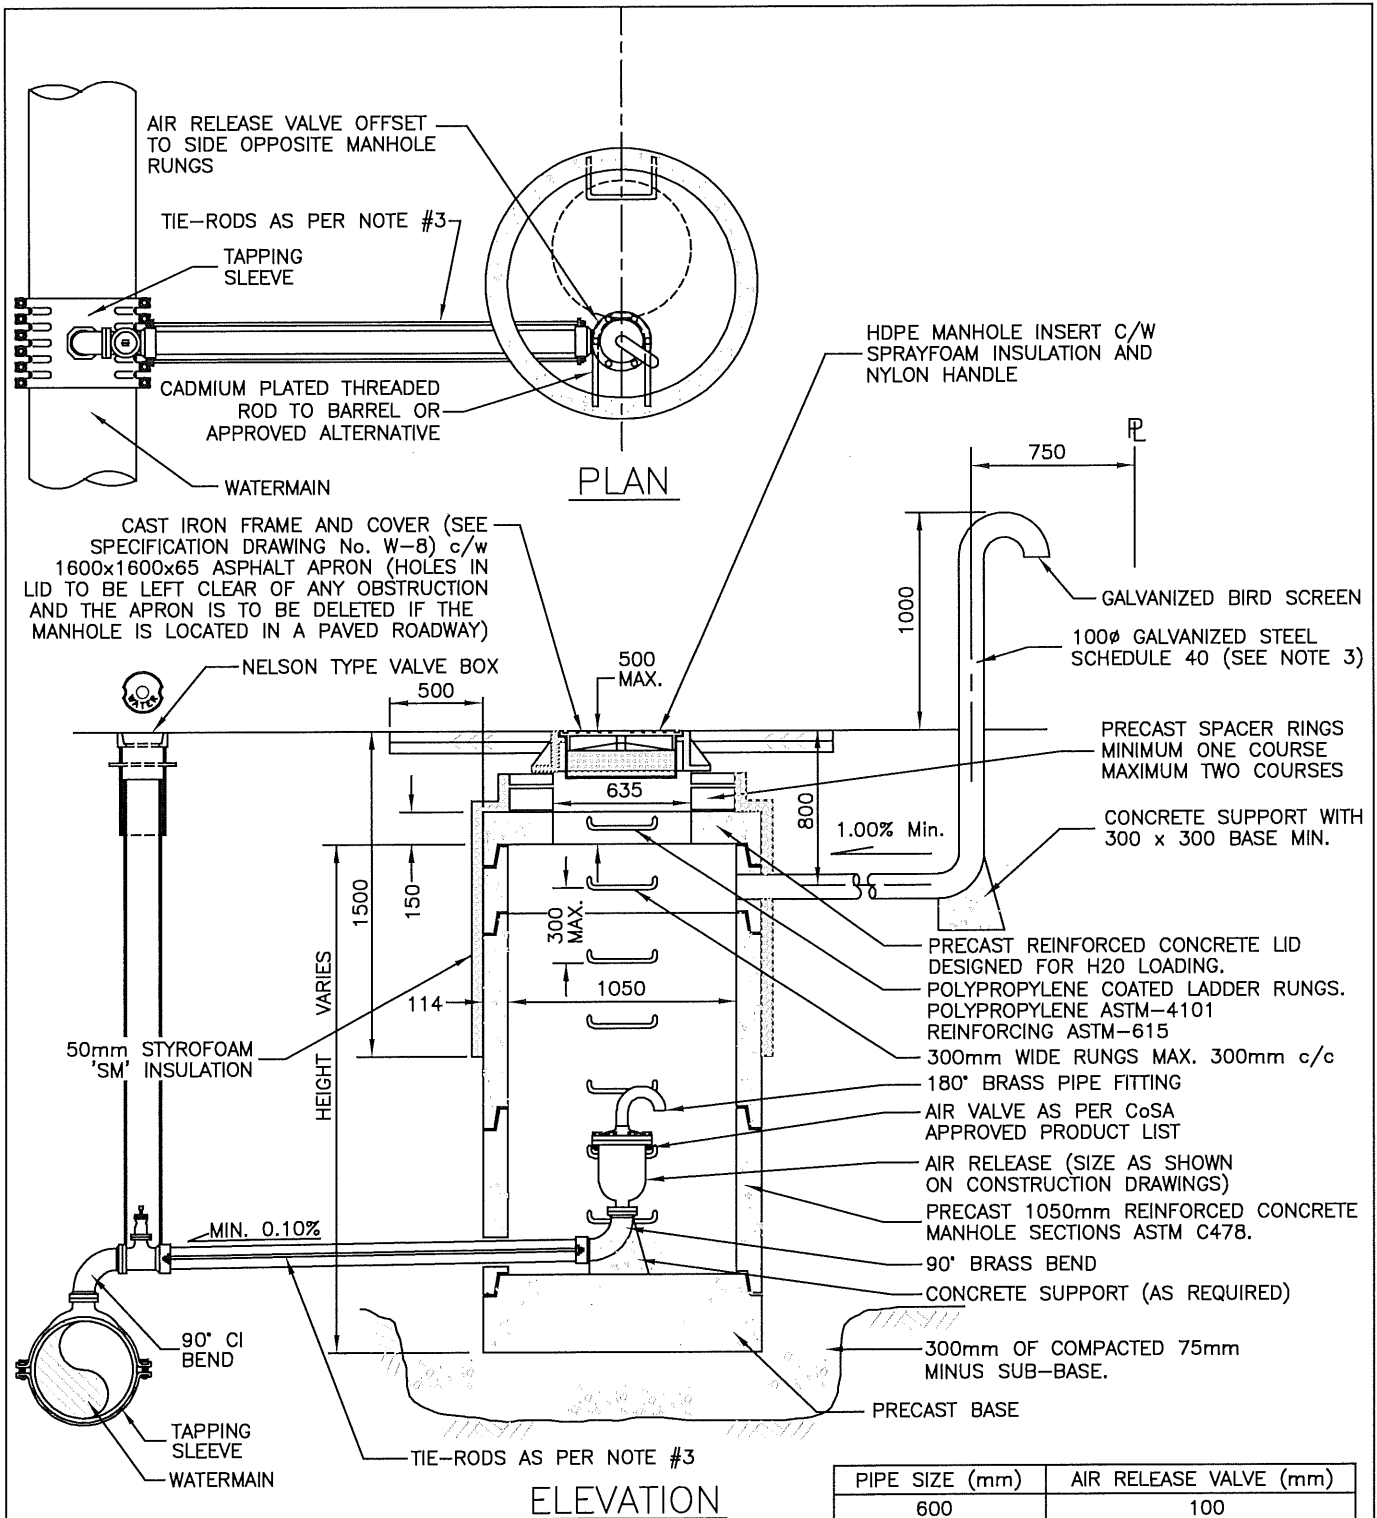 AIR RELEASE VALVE OFFSET
TO SIDE OPPOSITE MANHOLE
RUNGS
TIE-RODS AS PER NOTE #3
TAPPING
SLEEVE
CADMIUM PLATED THREADED
ROD TO BARREL OR
APPROVED ALTERNATIVE
WATERMAIN
PLAN
HDPE MANHOLE INSERT C/W
SPRAYFOAM INSULATION AND
NYLON HANDLE
℄
750
CAST IRON FRAME AND COVER (SEE
SPECIFICATION DRAWING No. W-8) c/w
1600x1600x65 ASPHALT APRON (HOLES IN
LID TO BE LEFT CLEAR OF ANY OBSTRUCTION
AND THE APRON IS TO BE DELETED IF THE
MANHOLE IS LOCATED IN A PAVED ROADWAY)
NELSON TYPE VALVE BOX
WATER
500
500
MAX.
1000
GALVANIZED BIRD SCREEN
100ø GALVANIZED STEEL
SCHEDULE 40 (SEE NOTE 3)
PRECAST SPACER RINGS
MINIMUM ONE COURSE
MAXIMUM TWO COURSES
635
800
1.00% Min.
CONCRETE SUPPORT WITH
300 x 300 BASE MIN.
1500
150
300
MAX.
HEIGHT VARIES
114
1050
50mm STYROFOAM
'SM' INSULATION
PRECAST REINFORCED CONCRETE LID
DESIGNED FOR H20 LOADING.
POLYPROPYLENE COATED LADDER RUNGS.
POLYPROPYLENE ASTM-4101
REINFORCING ASTM-615
300mm WIDE RUNGS MAX. 300mm c/c
180° BRASS PIPE FITTING
AIR VALVE AS PER CoSA
APPROVED PRODUCT LIST
AIR RELEASE (SIZE AS SHOWN
ON CONSTRUCTION DRAWINGS)
PRECAST 1050mm REINFORCED CONCRETE
MANHOLE SECTIONS ASTM C478.
90° BRASS BEND
CONCRETE SUPPORT (AS REQUIRED)
300mm OF COMPACTED 75mm
MINUS SUB-BASE.
PRECAST BASE
MIN. 0.10%
90° CI
BEND
TAPPING
SLEEVE
WATERMAIN
TIE-RODS AS PER NOTE #3
ELEVATION
PIPE SIZE (mm) AIR RELEASE VALVE (mm)
600 100